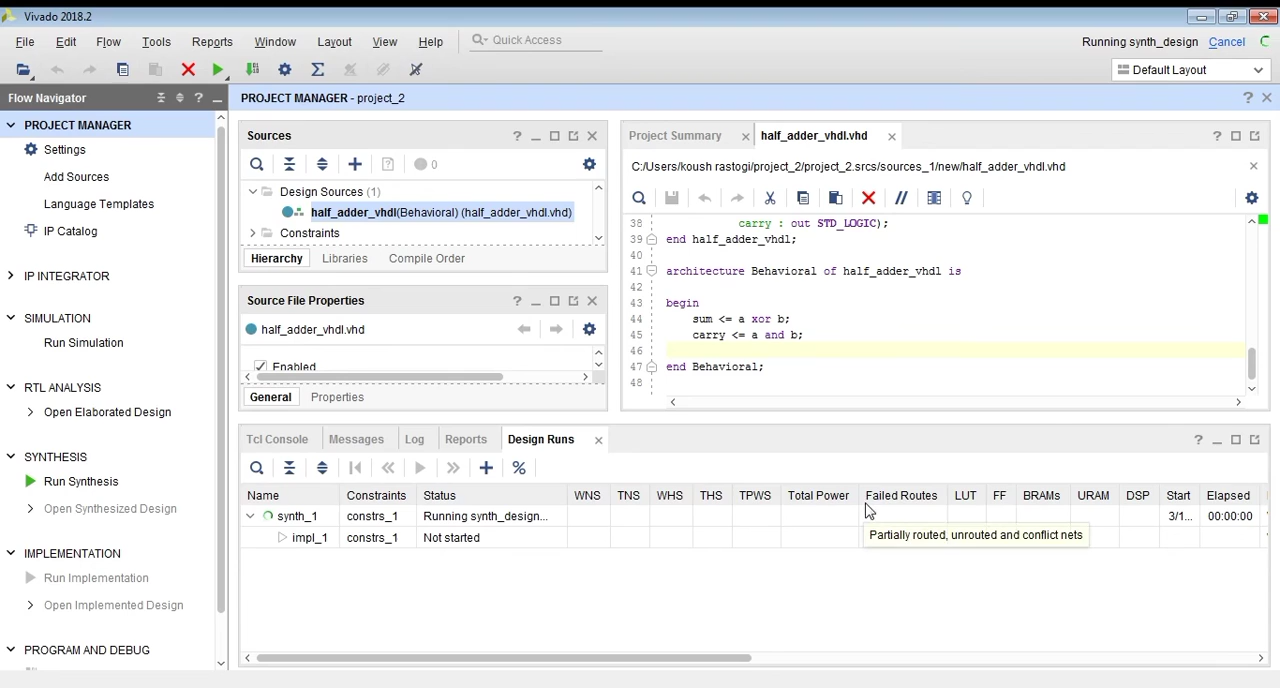 Vivado 2018.2
File Edit Flow Tools Reports Window Layout View Help Quick Access
Running synth_design Cancel
Default Layout
Flow Navigator
PROJECT MANAGER - project_2
PROJECT MANAGER
Settings
Add Sources
Language Templates
IP Catalog
IP INTEGRATOR
SIMULATION
Run Simulation
RTL ANALYSIS
Open Elaborated Design
SYNTHESIS
Run Synthesis
Open Synthesized Design
IMPLEMENTATION
Run Implementation
Open Implemented Design
PROGRAM AND DEBUG
Sources
0
Design Sources (1)
half_adder_vhdl(Behavioral) (half_adder_vhdl.vhd)
Constraints
Hierarchy Libraries Compile Order
Source File Properties
half_adder_vhdl.vhd
Enabled
General Properties
Project Summary half_adder_vhdl.vhd
C:/Users/koush rastogi/project_2/project_2.srcs/sources_1/new/half_adder_vhdl.vhd
38 carry : out STD_LOGIC);
39 end half_adder_vhdl;
40
41 architecture Behavioral of half_adder_vhdl is
42
43 begin
44 sum <= a xor b;
45 carry <= a and b;
46
47 end Behavioral;
48
Tcl Console Messages Log Reports Design Runs
Name Constraints Status WNS TNS WHS THS TPWS Total Power Failed Routes LUT FF BRAMs URAM DSP Start Elapsed
synth_1 constrs_1 Running synth_design... 3/1... 00:00:00
impl_1 constrs_1 Not started
Partially routed, unrouted and conflict nets